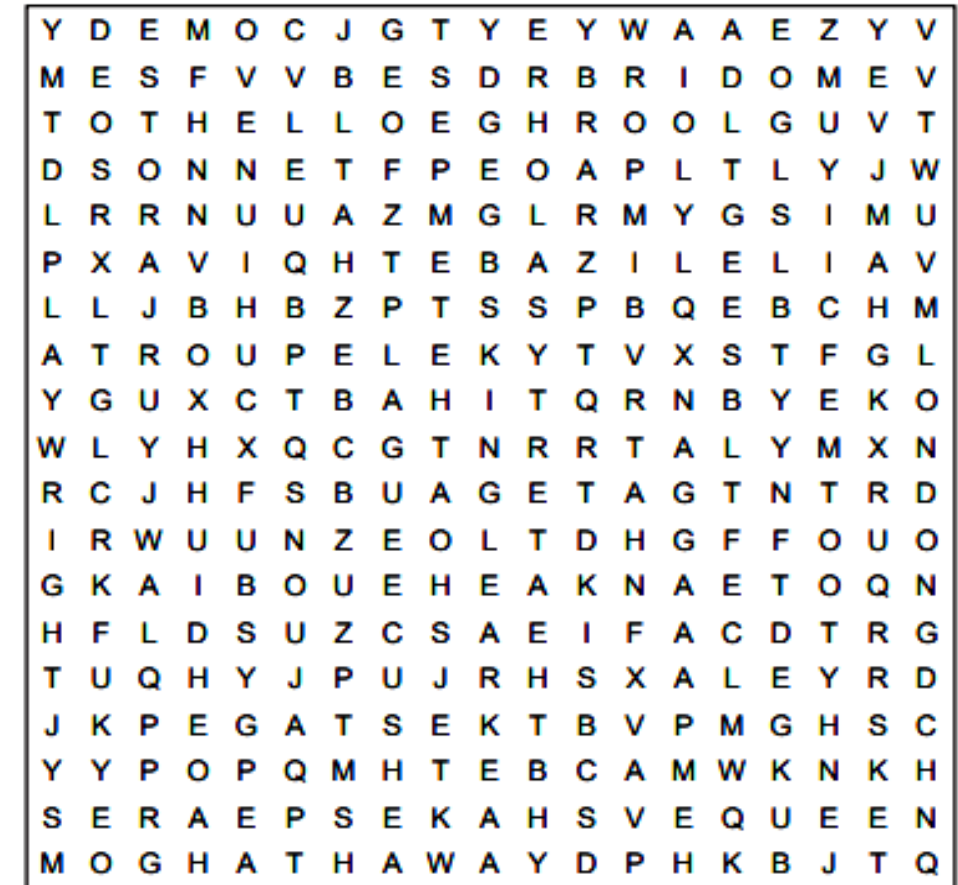 Y D E M O C J G T Y E Y W A A E Z Y V
M E S F V V B E S D R B R I D O M E V
T O T H E L L O E G H R O O L G U V T
D S O N N E T F P E O A P L T L Y J W
L R R N U U A Z M G L R M Y G S I M U
P X A V I Q H T E B A Z I L E L I A V
L L J B H B Z P T S S P B Q E B C H M
A T R O U P E L E K Y T V X S T F G L
Y G U X C T B A H I T Q R N B Y E K O
W L Y H X Q C G T N R R T A L Y M X N
R C J H F S B U A G E T A G T N T R D
I R W U U N Z E O L T D H G F F O U O
G K A I B O U E H E A K N A E T O Q N
H F L D S U Z C S A E I F A C D T R G
T U Q H Y J P U J R H S X A L E Y R D
J K P E G A T S E K T B V P M G H S C
Y Y P O P Q M H T E B C A M W K N K H
S E R A E P S E K A H S V E Q U E E N
M O G H A T H A W A Y D P H K B J T Q